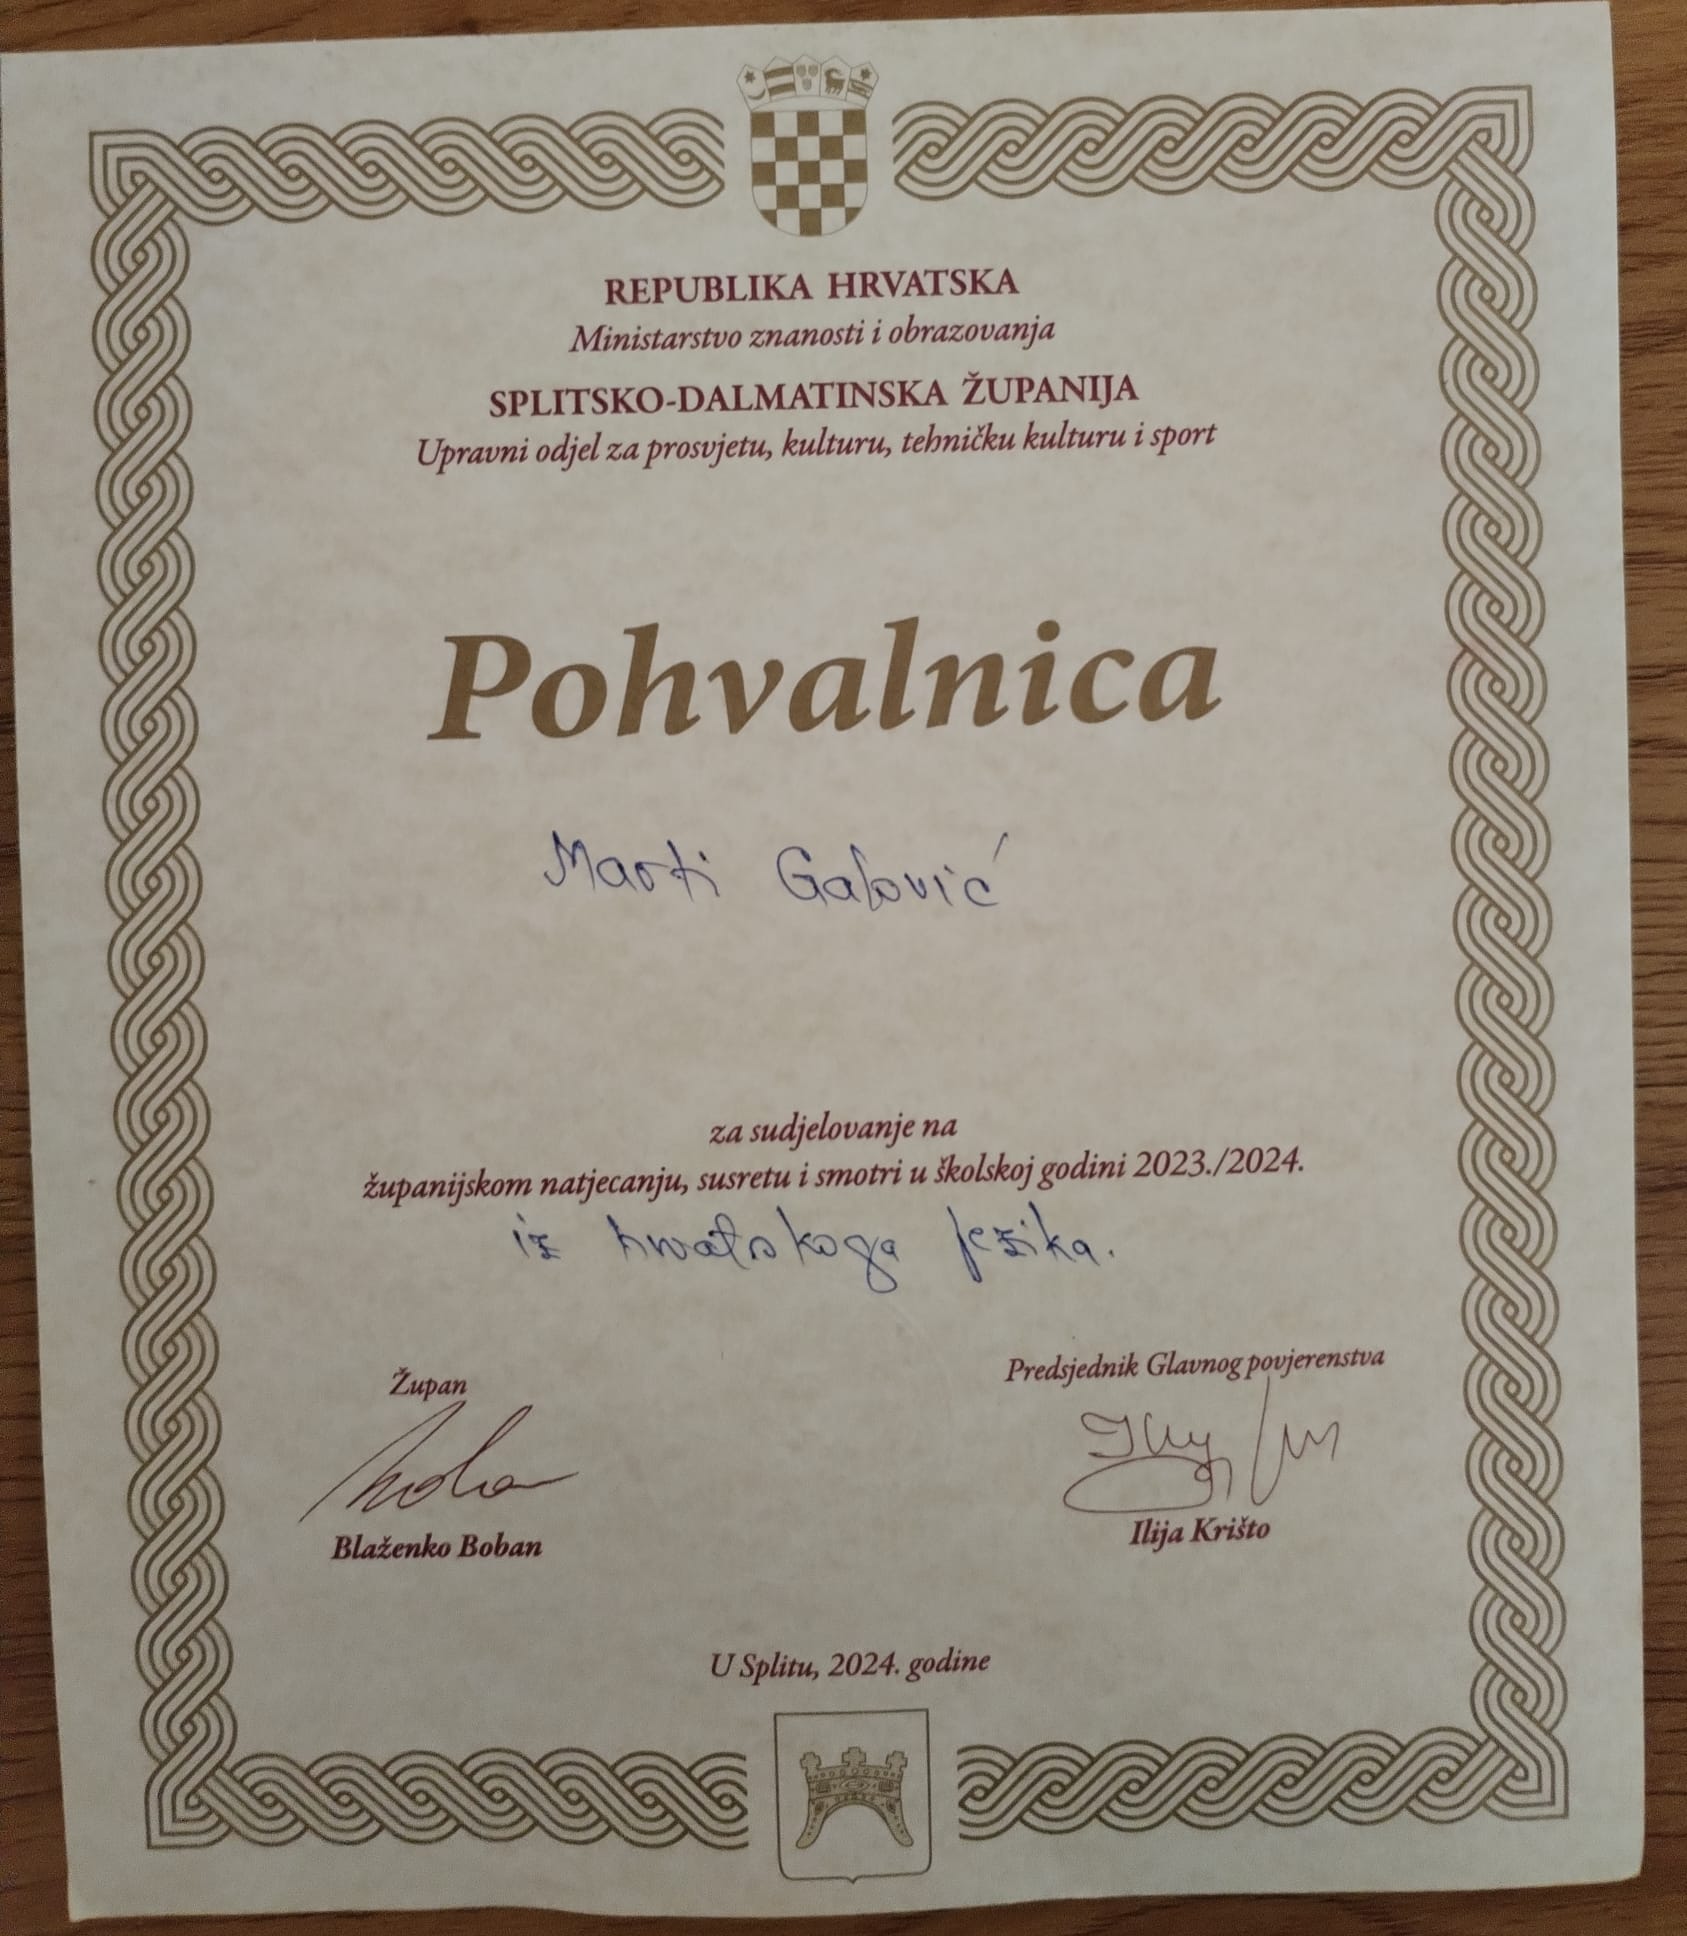 REPUBLIKA HRVATSKA
Ministarstvo znanosti i obrazovanja
SPLITSKO-DALMATINSKA ŽUPANIJA
Upravni odjel za prosvjetu, kulturu, tehničku kulturu i sport
Pohvalnica
Marti Galović
za sudjelovanje na
županijskom natjecanju, susretu i smotri u školskoj godini 2023./2024.
iz hrvatskoga jezika.
Župan
Predsjednik Glavnog povjerenstva
Blaženko Boban
Ilija Krišto
U Splitu, 2024. godine